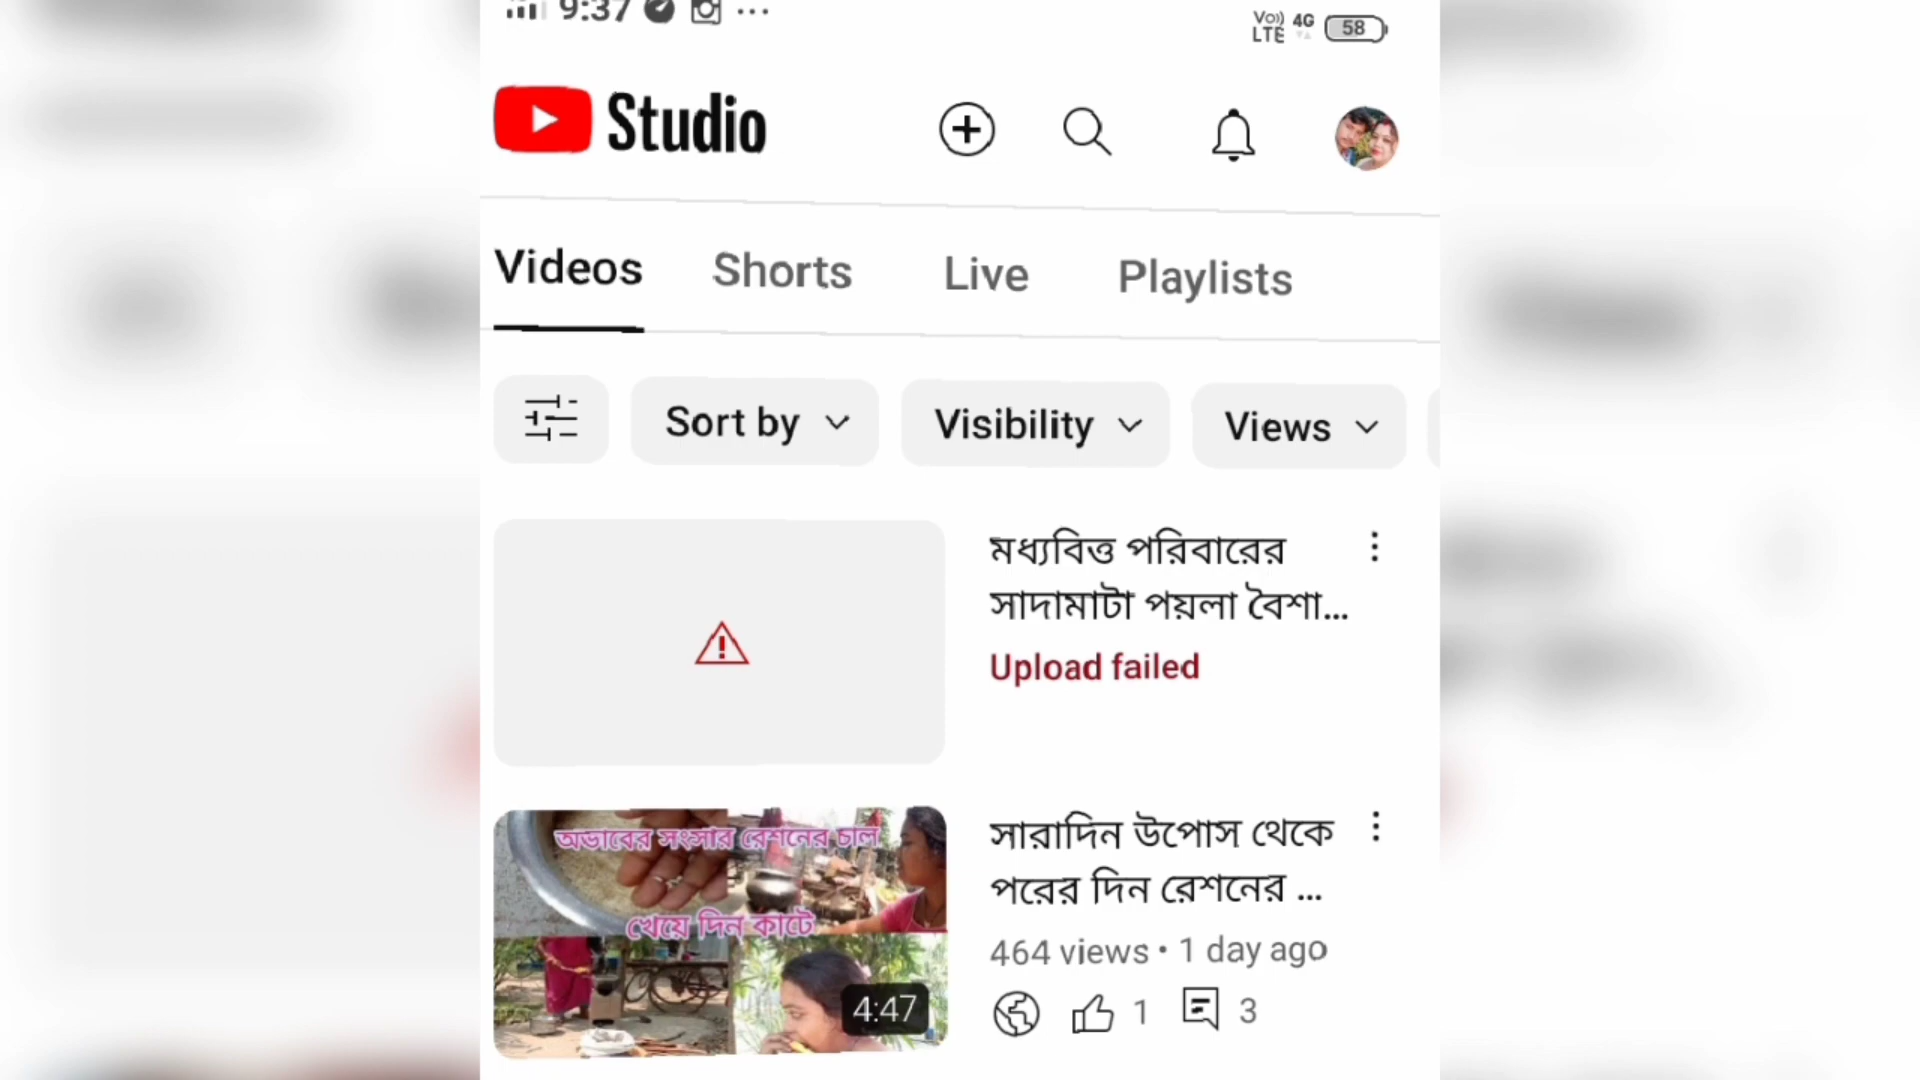 9:37 ...
Vo)) LTE 4G 58
Studio
Videos Shorts Live Playlists
Sort by Visibility Views
মধ্যবিত্ত পরিবারের
সাদামাটা পয়লা বৈশা...
Upload failed
অভাবের সংসার রেশনের চাল
খেয়ে দিন কাটে
4:47
সারাদিন উপোস থেকে
পরের দিন রেশনের ...
464 views • 1 day ago
1 3